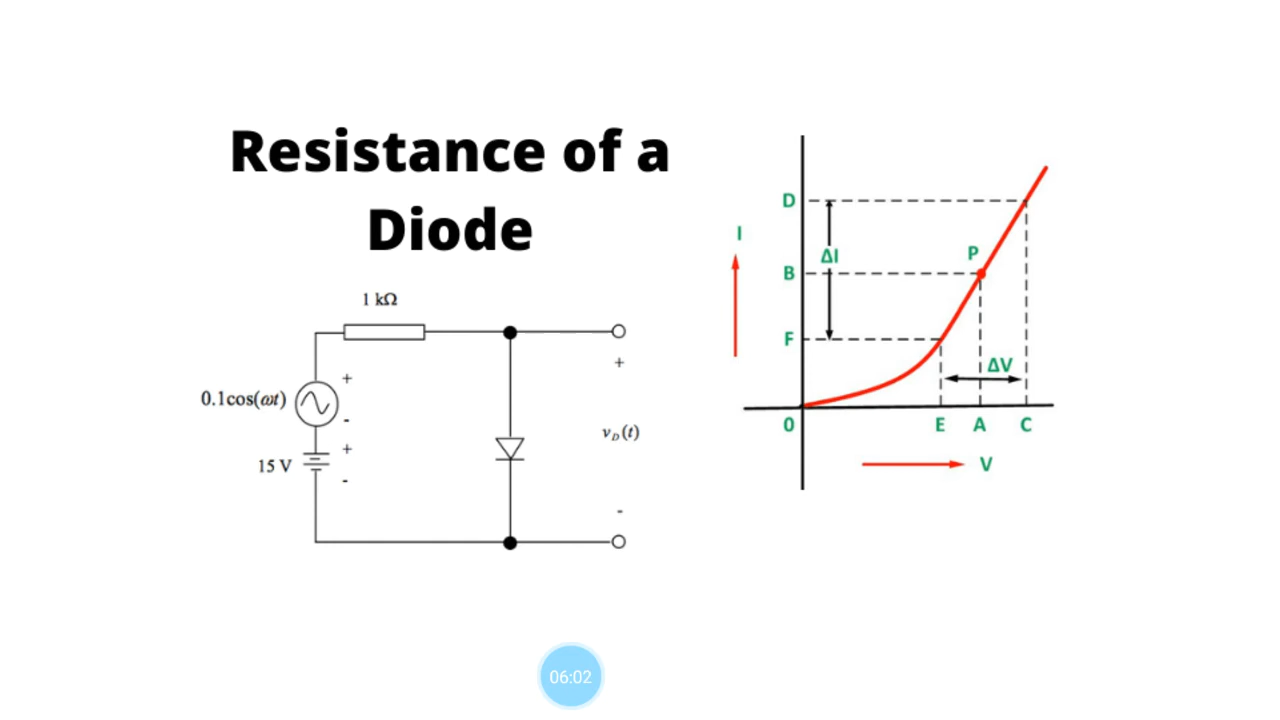 Resistance of a
Diode
1 kΩ
0.1cos(ωt)
+
-
+
-
15 V
+
v_D(t)
-
I
D
ΔI
P
B
F
ΔV
0
E A C
V
06:02